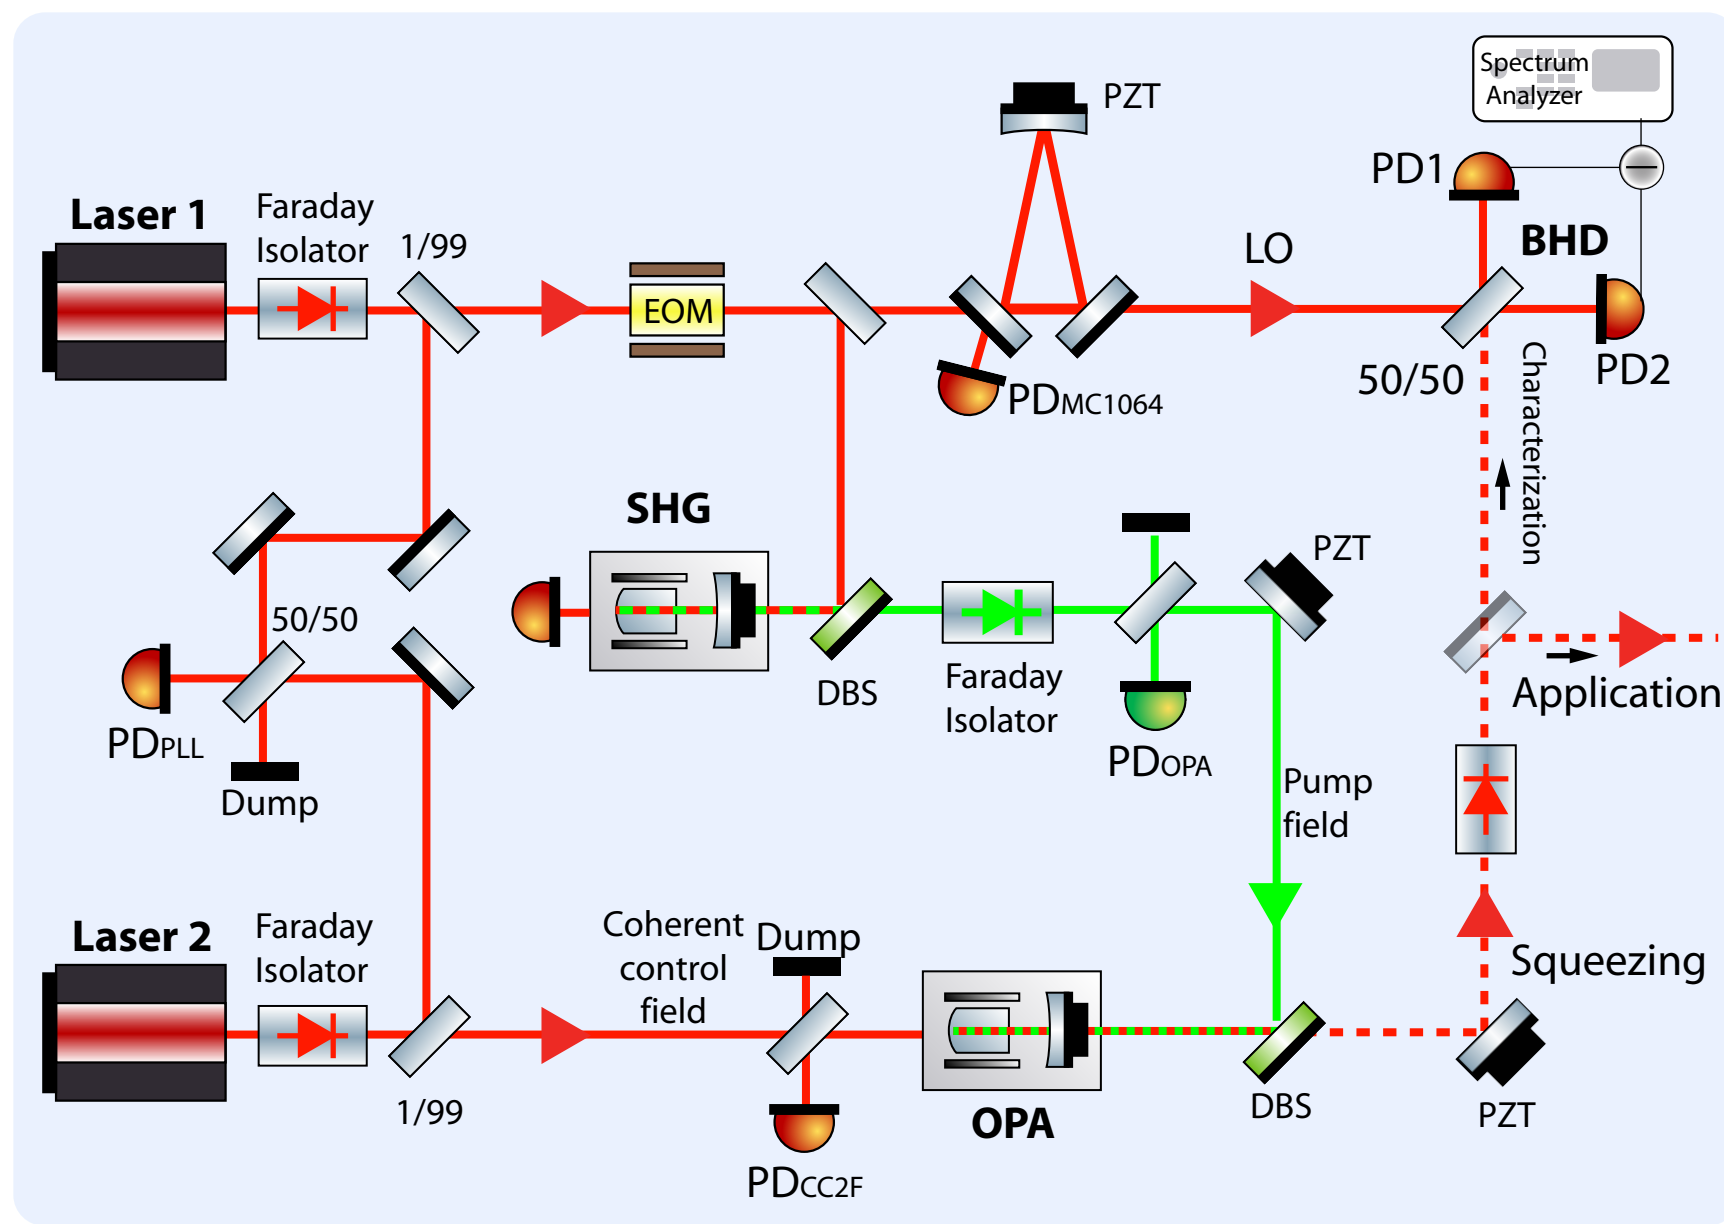 Spectrum
Analyzer
PZT
PD1
Laser 1
Faraday
Isolator
1/99
LO
BHD
EOM
PD2
50/50
PDMC1064
Characterization
SHG
PZT
50/50
DBS
Faraday
Isolator
Application
PDPLL
PDOPA
Dump
Pump
field
Laser 2
Faraday
Isolator
Coherent
control
field
Dump
Squeezing
1/99
OPA
DBS
PZT
PDCC2F